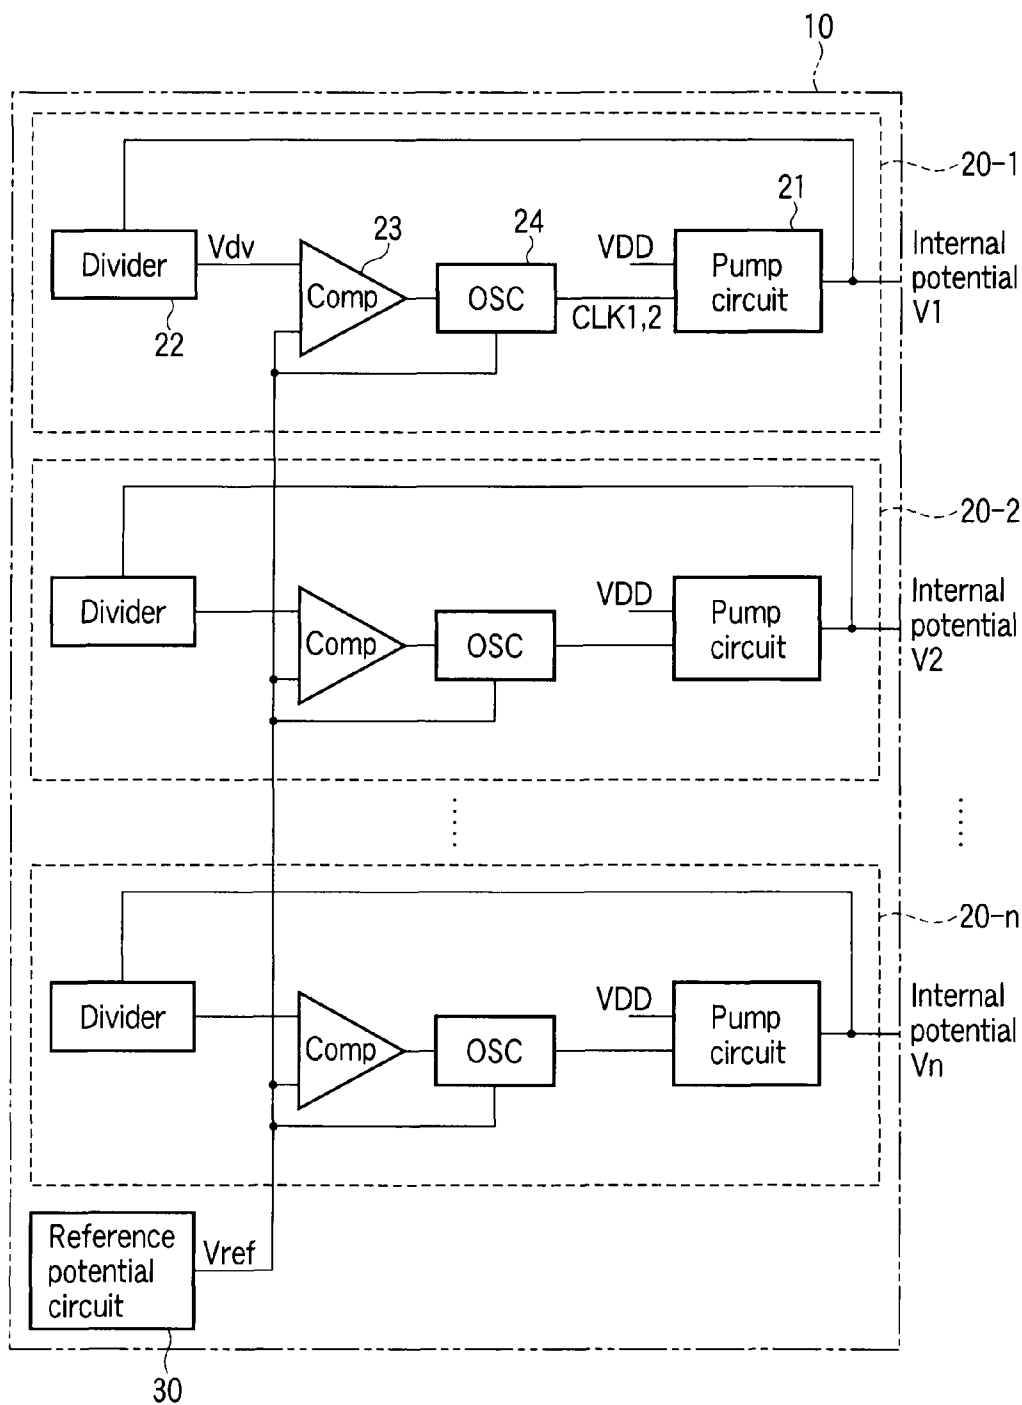 10
20-1
21
23
24
Vdv
VDD
Divider
Comp
OSC
Pump
circuit
Internal
potential
V1
CLK1,2
22
20-2
VDD
Divider
Comp
OSC
Pump
circuit
Internal
potential
V2
20-n
VDD
Divider
Comp
OSC
Pump
circuit
Internal
potential
Vn
Reference
potential
circuit
Vref
30